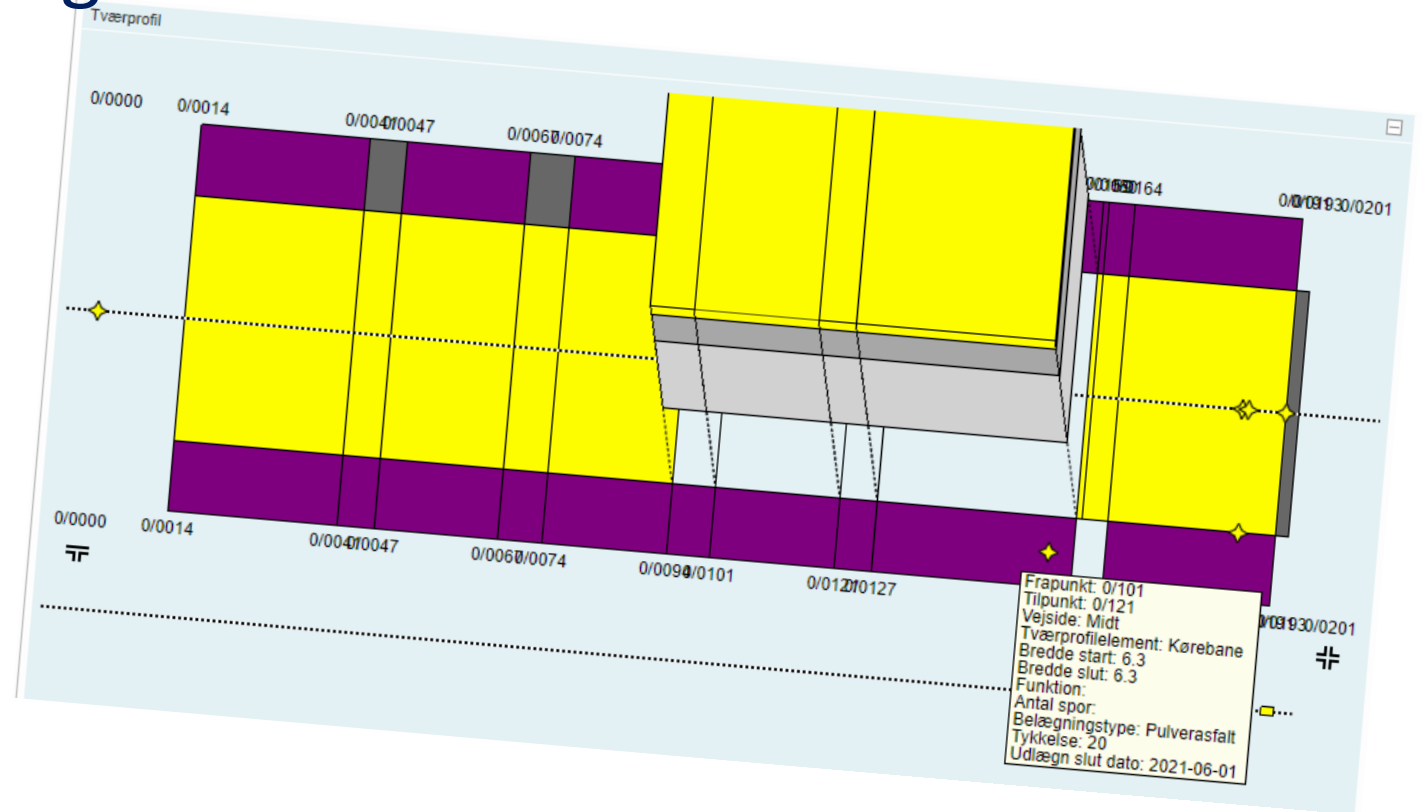 Tværprofil
0/0000 0/0014 0/0047 0/0074 0/0164 0/0201
0/0000 0/0014 0/0047 0/0074 0/0101 0/0127 0/0201
Frapunkt: 0/101
Tilpunkt: 0/121
Vejside: Midt
Tværprofilelement: Kørebane
Bredde start: 6.3
Bredde slut: 6.3
Funktion:
Antal spor:
Belægningstype: Pulverasfalt
Tykkelse: 20
Udlægn slut dato: 2021-06-01